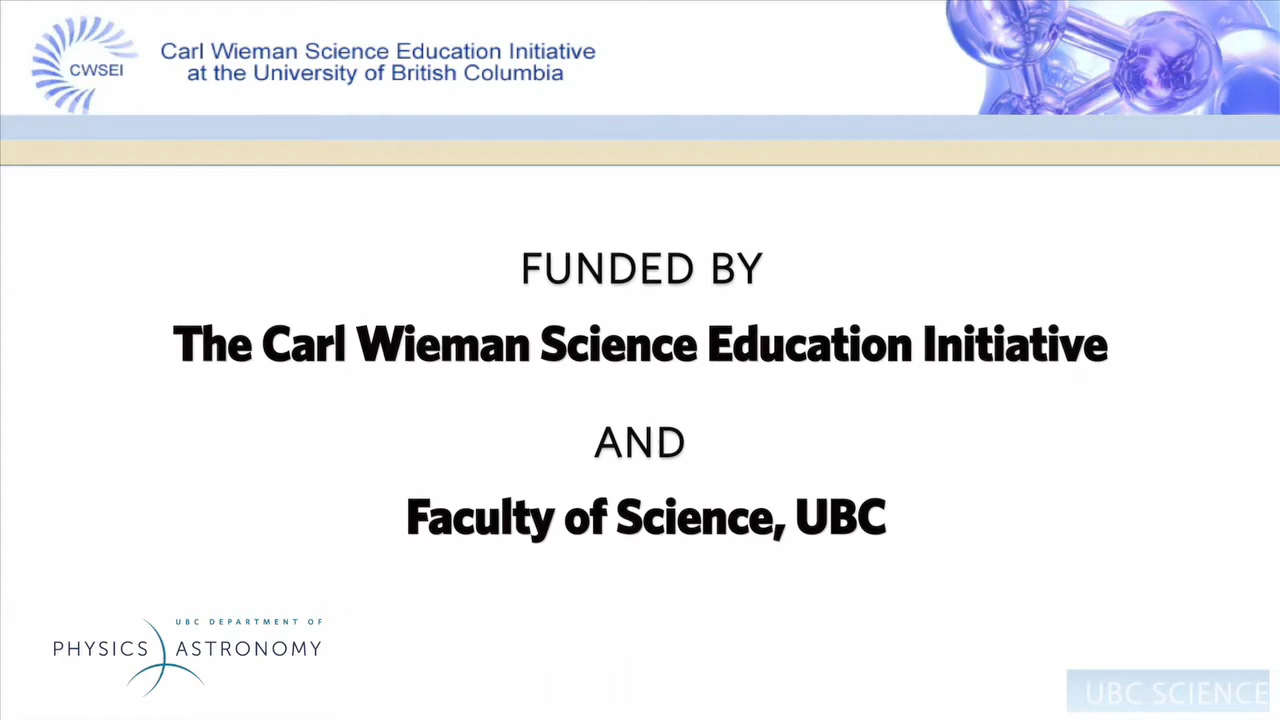 CWSEI
Carl Wieman Science Education Initiative
at the University of British Columbia
FUNDED BY
The Carl Wieman Science Education Initiative
AND
Faculty of Science, UBC
UBC DEPARTMENT OF
PHYSICS ASTRONOMY
UBC SCIENCE